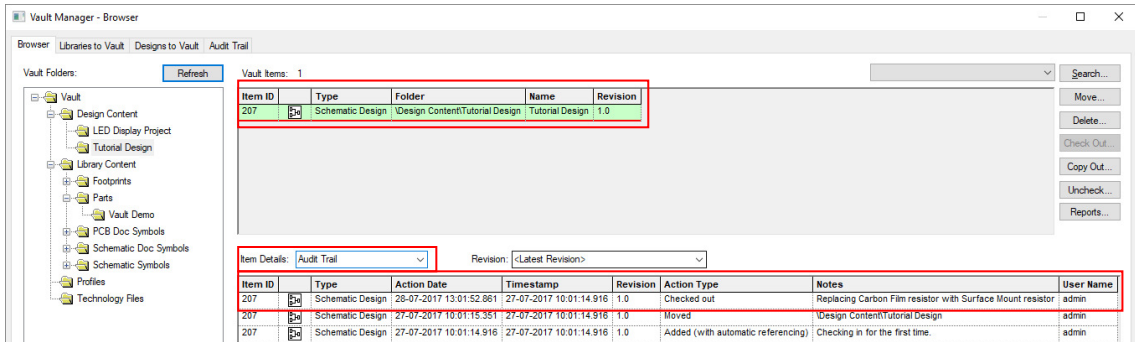 Vault Manager - Browser
Browser Libraries to Vault Designs to Vault Audit Trail
Vault Folders: Refresh Vault Items: 1 Search...
Vault
Design Content
LED Display Project
Tutorial Design
Library Content
Footprints
Parts
Vault Demo
PCB Doc Symbols
Schematic Doc Symbols
Schematic Symbols
Profiles
Technology Files
Item ID Type Folder Name Revision
207 Schematic Design \Design Content\Tutorial Design Tutorial Design 1.0
Move...
Delete...
Check Out...
Copy Out...
Uncheck...
Reports...
Item Details: Audit Trail Revision: <Latest Revision>
Item ID Type Action Date Timestamp Revision Action Type Notes User Name
207 Schematic Design 28-07-2017 13:01:52.861 27-07-2017 10:01:14.916 1.0 Checked out Replacing Carbon Film resistor with Surface Mount resistor admin
207 Schematic Design 27-07-2017 10:01:15.351 27-07-2017 10:01:14.916 1.0 Moved \Design Content\Tutorial Design admin
207 Schematic Design 27-07-2017 10:01:14.916 27-07-2017 10:01:14.916 1.0 Added (with automatic referencing) Checking in for the first time. admin